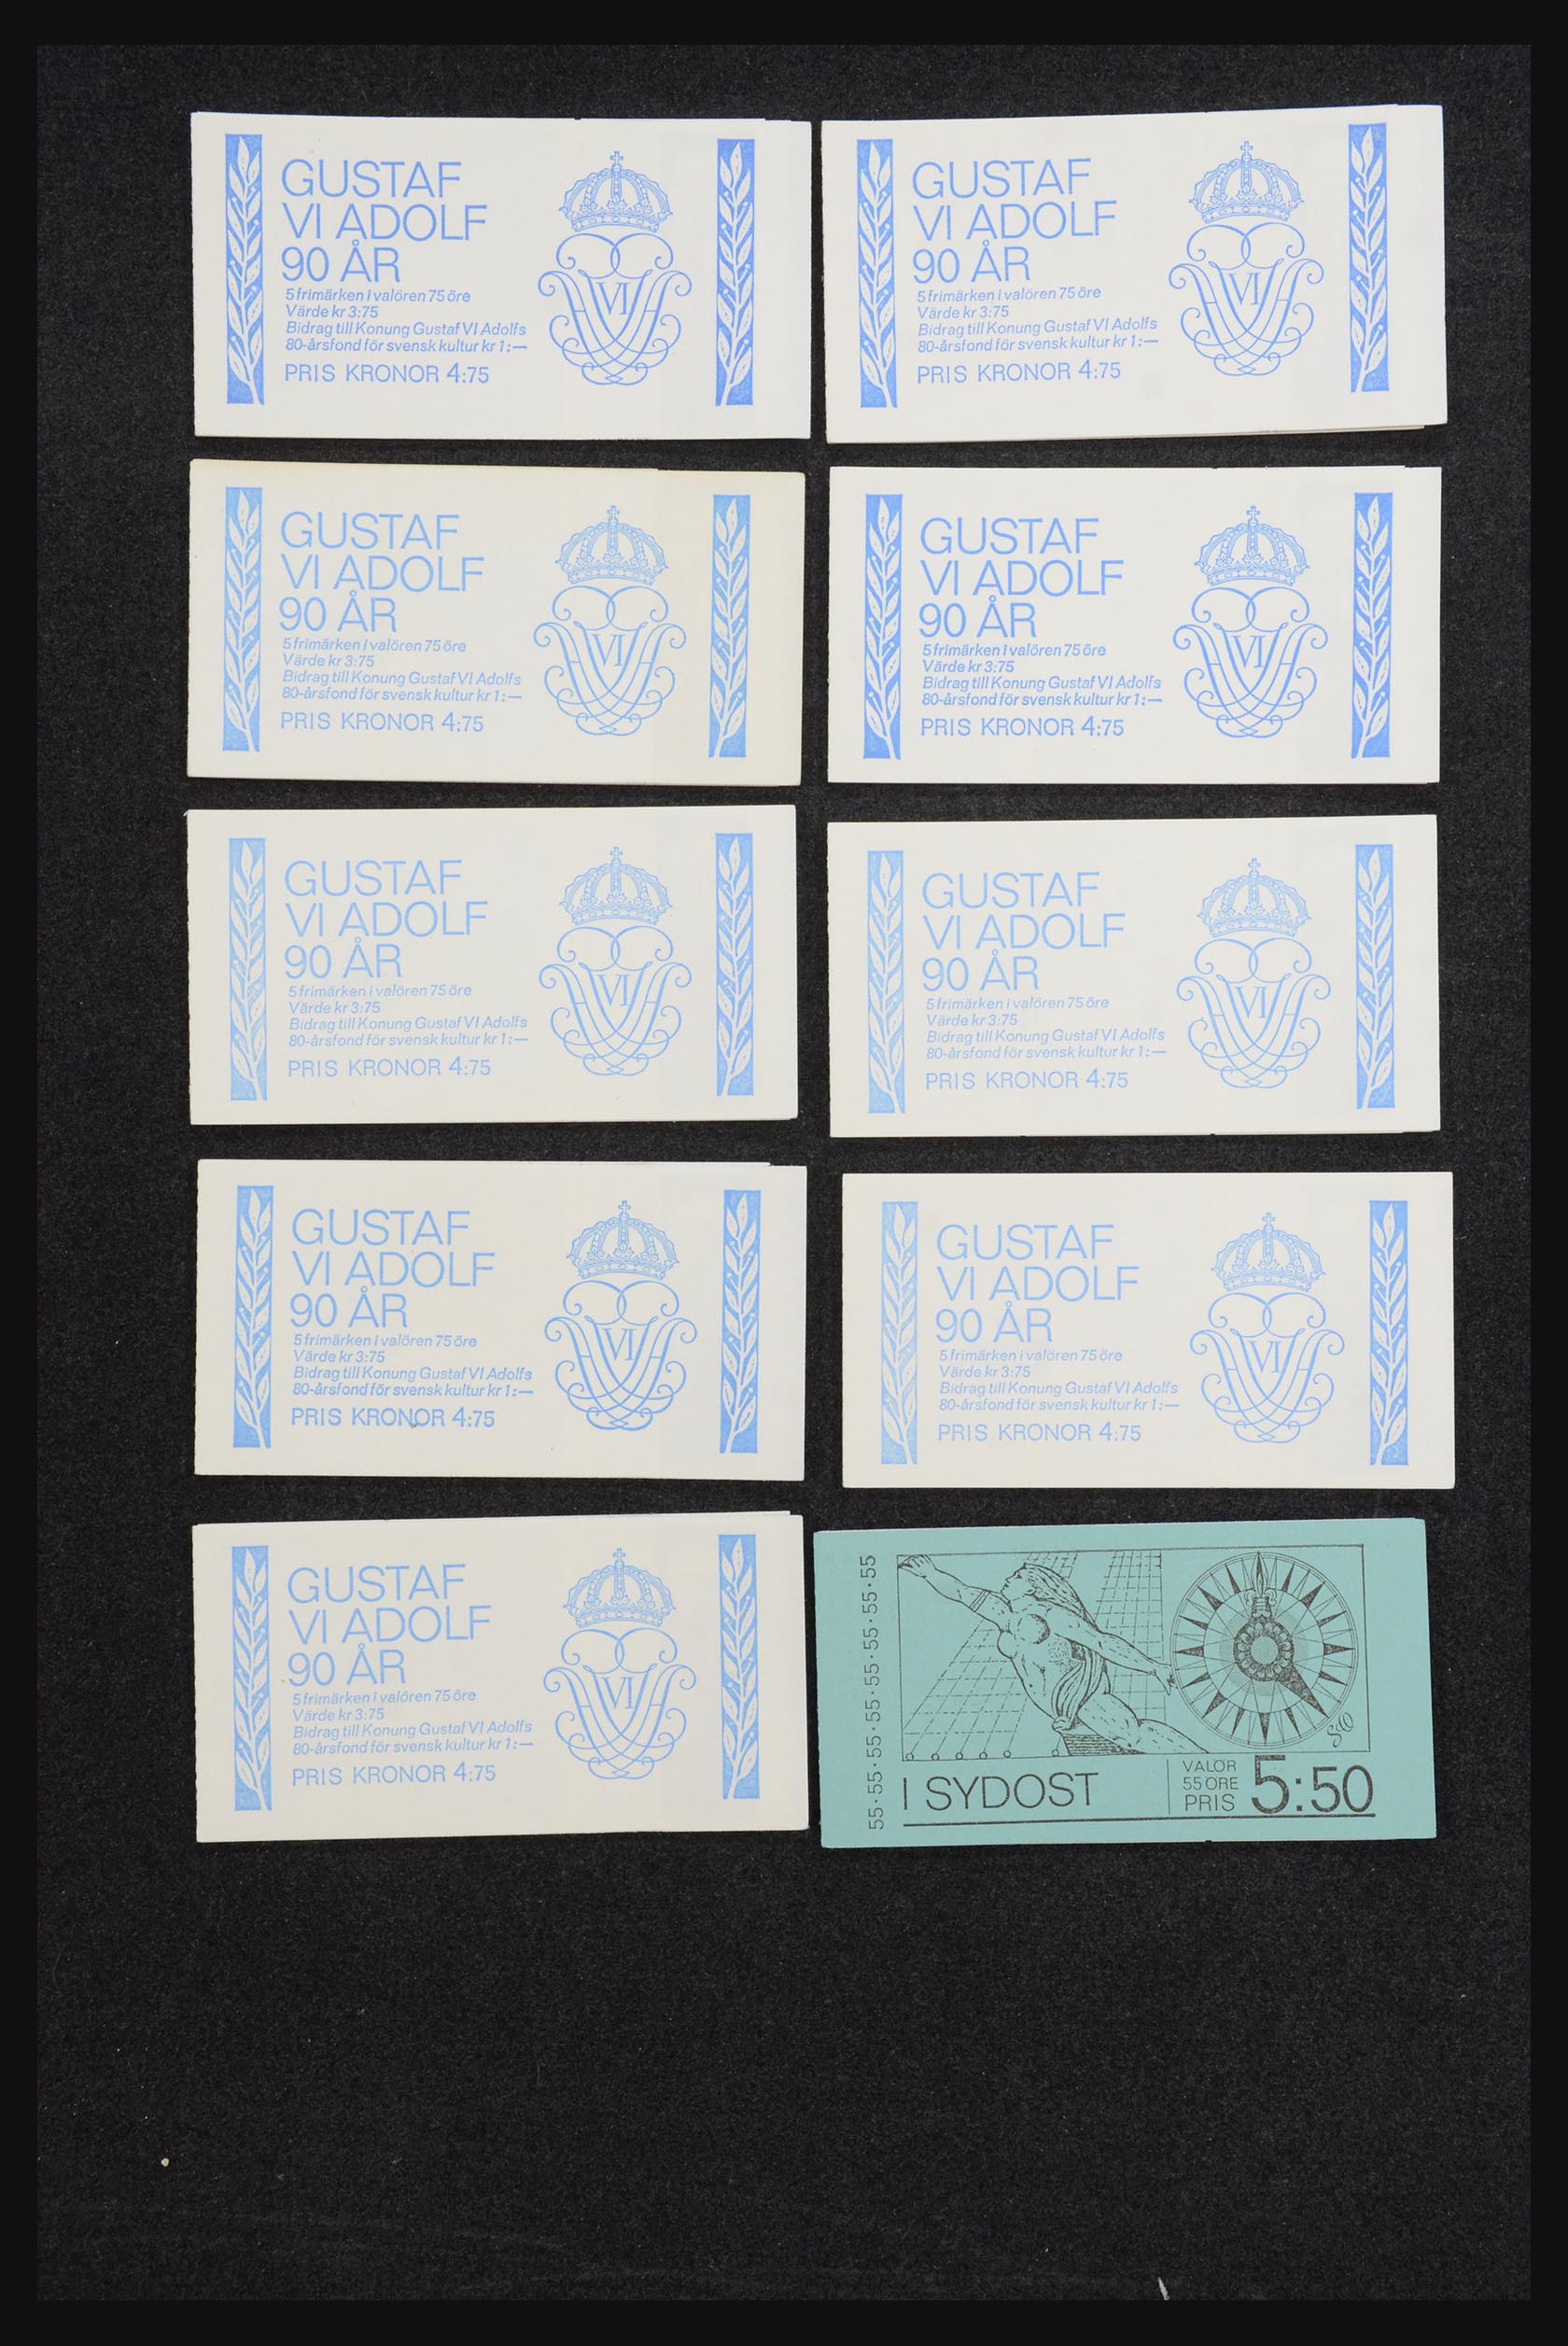 GUSTAF
VI ADOLF
90 ÅR
5 frimärken i valören 75 öre
Värde kr 3:75
Bidrag till Konung Gustaf VI Adolfs
80-årsfond för svensk kultur kr 1:—
PRIS KRONOR 4:75
VI
GUSTAF
VI ADOLF
90 ÅR
5 frimärken i valören 75 öre
Värde kr 3:75
Bidrag till Konung Gustaf VI Adolfs
80-årsfond för svensk kultur kr 1:—
PRIS KRONOR 4:75
VI
GUSTAF
VI ADOLF
90 ÅR
5 frimärken i valören 75 öre
Värde kr 3:75
Bidrag till Konung Gustaf VI Adolfs
80-årsfond för svensk kultur kr 1:—
PRIS KRONOR 4:75
VI
GUSTAF
VI ADOLF
90 ÅR
5 frimärken i valören 75 öre
Värde kr 3:75
Bidrag till Konung Gustaf VI Adolfs
80-årsfond för svensk kultur kr 1:—
PRIS KRONOR 4:75
VI
GUSTAF
VI ADOLF
90 ÅR
5 frimärken i valören 75 öre
Värde kr 3:75
Bidrag till Konung Gustaf VI Adolfs
80-årsfond för svensk kultur kr 1:—
PRIS KRONOR 4:75
VI
GUSTAF
VI ADOLF
90 ÅR
5 frimärken i valören 75 öre
Värde kr 3:75
Bidrag till Konung Gustaf VI Adolfs
80-årsfond för svensk kultur kr 1:—
PRIS KRONOR 4:75
VI
GUSTAF
VI ADOLF
90 ÅR
5 frimärken i valören 75 öre
Värde kr 3:75
Bidrag till Konung Gustaf VI Adolfs
80-årsfond för svensk kultur kr 1:—
PRIS KRONOR 4:75
VI
GUSTAF
VI ADOLF
90 ÅR
5 frimärken i valören 75 öre
Värde kr 3:75
Bidrag till Konung Gustaf VI Adolfs
80-årsfond för svensk kultur kr 1:—
PRIS KRONOR 4:75
VI
GUSTAF
VI ADOLF
90 ÅR
5 frimärken i valören 75 öre
Värde kr 3:75
Bidrag till Konung Gustaf VI Adolfs
80-årsfond för svensk kultur kr 1:—
PRIS KRONOR 4:75
VI
55·55·55·55·55·55·55·55·55·55
I SYDOST
VALÖR
55 ÖRE
PRIS
5:50